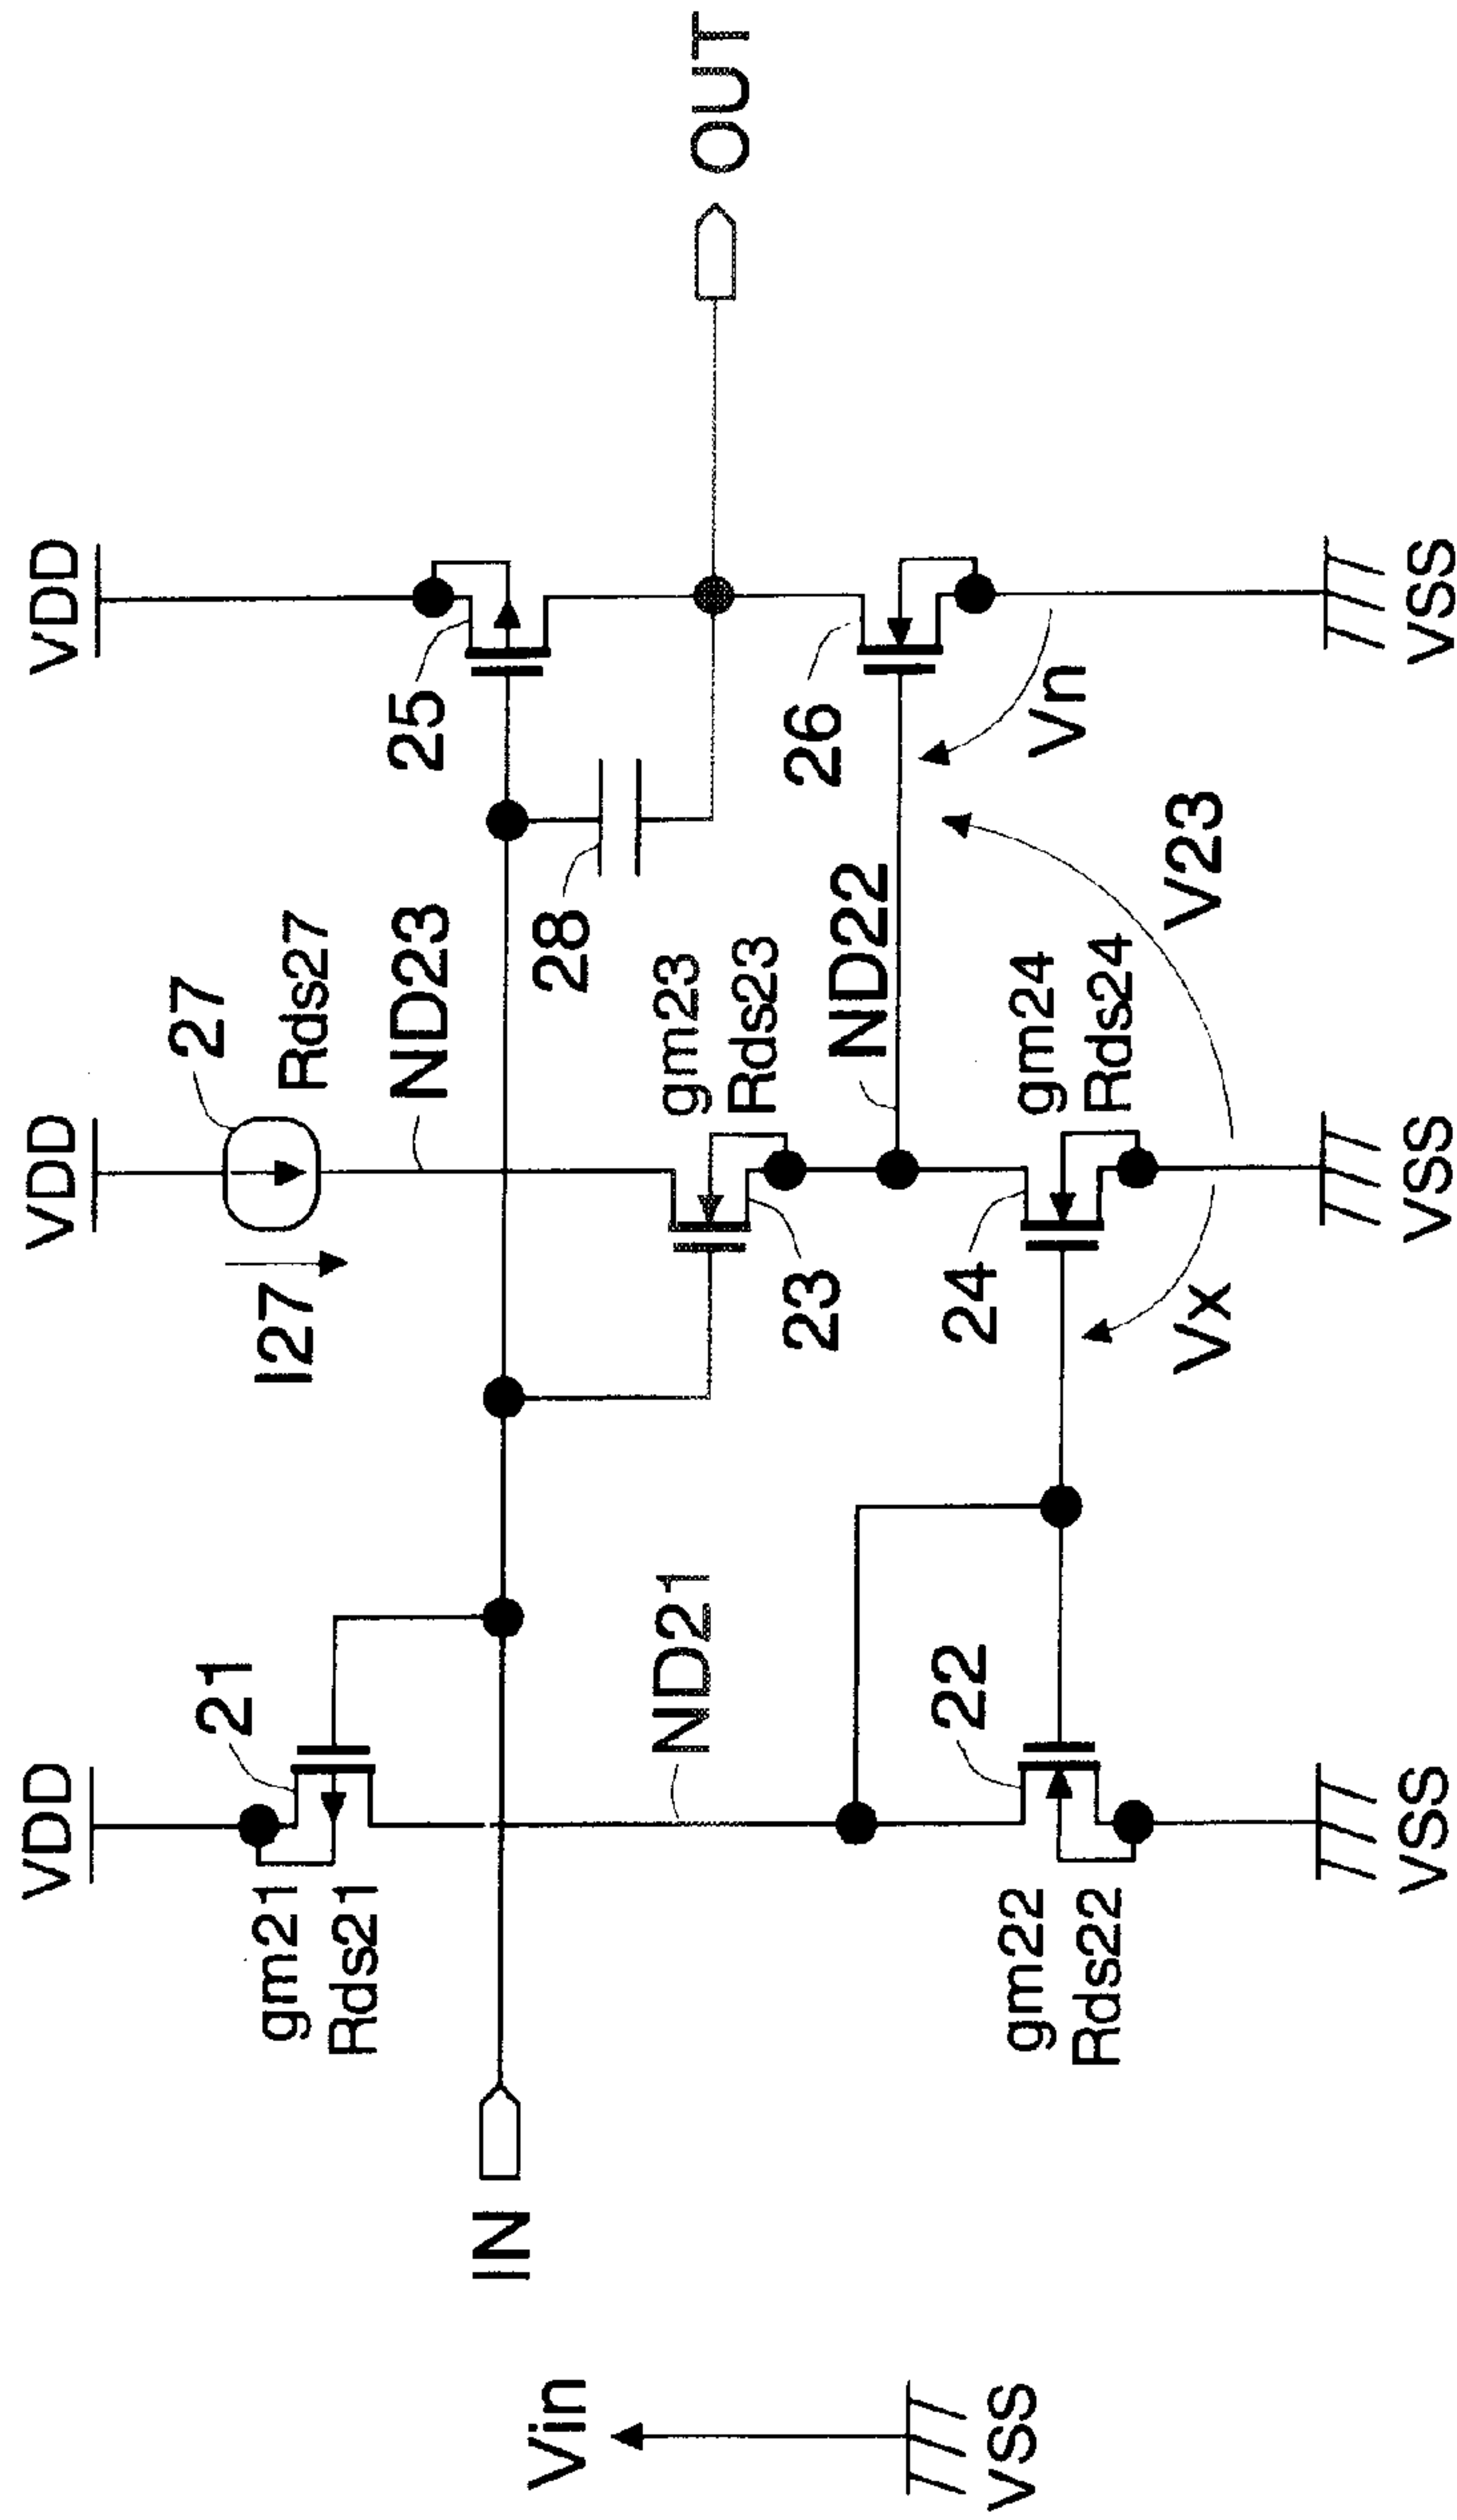 VDD
VDD
VDD
21
gm21
Rds21
27
Rds27
I27
ND23
25
28
IN
OUT
Vin
VSS
ND21
gm23
Rds23
23
ND22
26
22
gm22
Rds22
24
gm24
Rds24
Vn
V23
Vx
VSS
VSS
VSS